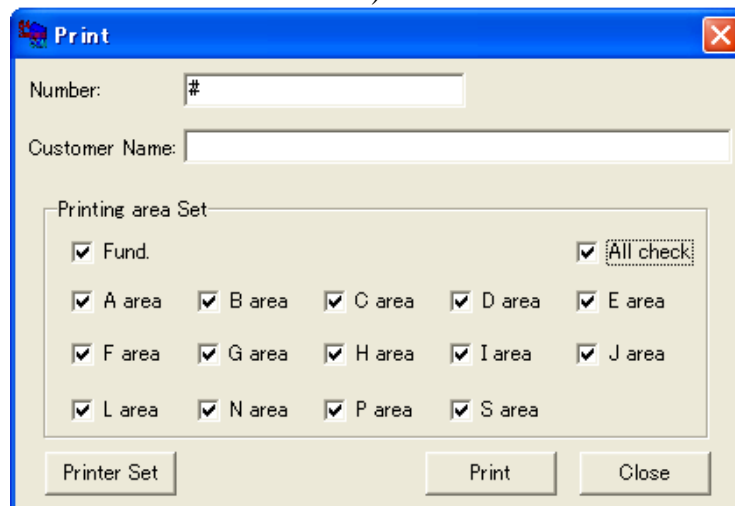 )
Print
Number: #
Customer Name:
Printing area Set
Fund. All check
A area B area C area D area E area
F area G area H area I area J area
L area N area P area S area
Printer Set Print Close